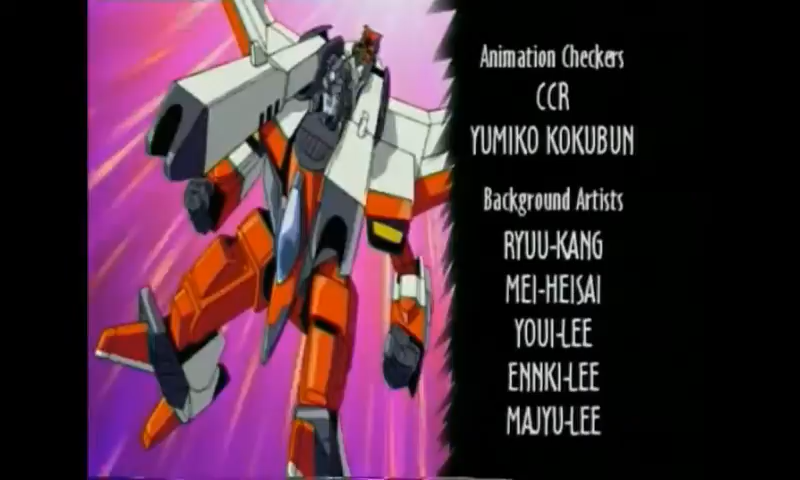 Animation Checkers
CCR
YUMIKO KOKUBUN
Background Artists
RYUU-KANG
MEI-HEISAI
YOUI-LEE
ENNKI-LEE
MAJYU-LEE